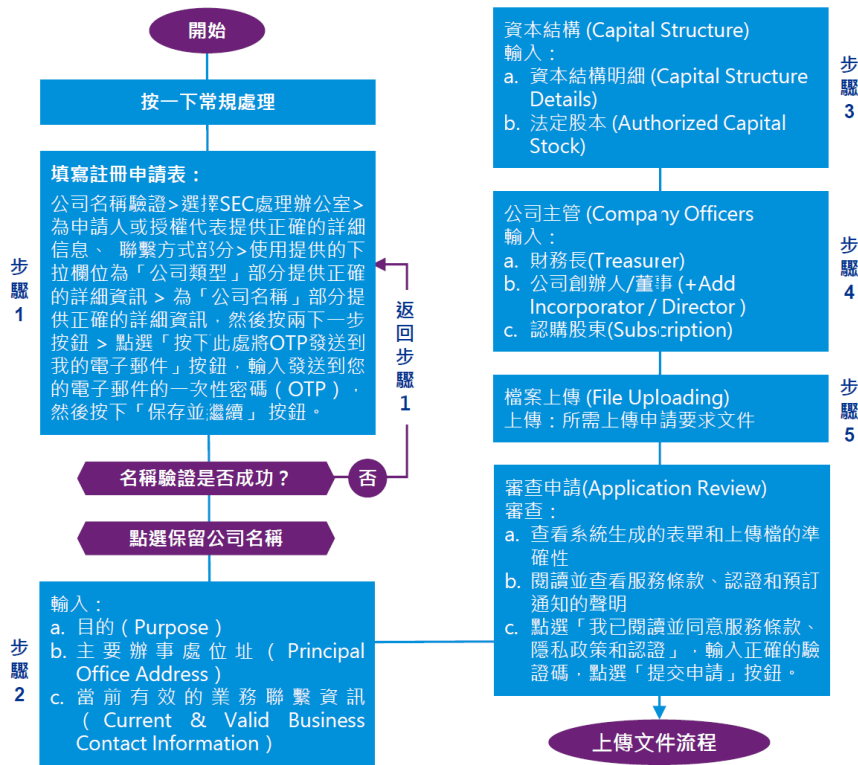 開始
按一下常規處理
步
驟
1
填寫註冊申請表：
公司名稱驗證>選擇SEC處理辦公室>
為申請人或授權代表提供正確的詳細
信息、 聯繫方式部分>使用提供的下
拉欄位為「公司類型」部分提供正確
的詳細資訊 > 為「公司名稱」部分提
供正確的詳細資訊，然後按兩下一步
按鈕 > 點選「按下此處將OTP發送到
我的電子郵件」按鈕，輸入發送到您
的電子郵件的一次性密碼（OTP），
然後按下「保存並繼續」 按鈕。
返
回
步
驟
1
名稱驗證是否成功？
否
點選保留公司名稱
步
驟
2
輸入：
a. 目的（Purpose）
b. 主要辦事處位址（Principal
Office Address）
c. 當前有效的業務聯繫資訊
（Current & Valid Business
Contact Information）
資本結構 (Capital Structure)
輸入：
a. 資本結構明細 (Capital Structure
Details)
b. 法定股本 (Authorized Capital
Stock)
步
驟
3
公司主管 (Company Officers
輸入：
a. 財務長(Treasurer)
b. 公司創辦人/董事 (+Add
Incorporator / Director )
c. 認購股東(Subscription)
步
驟
4
檔案上傳 (File Uploading)
上傳：所需上傳申請要求文件
步
驟
5
審查申請(Application Review)
審查：
a. 查看系統生成的表單和上傳檔的準
確性
b. 閱讀並查看服務條款、認證和預訂
通知的聲明
c. 點選「我已閱讀並同意服務條款、
隱私政策和認證」，輸入正確的驗
證碼，點選「提交申請」按鈕。
上傳文件流程